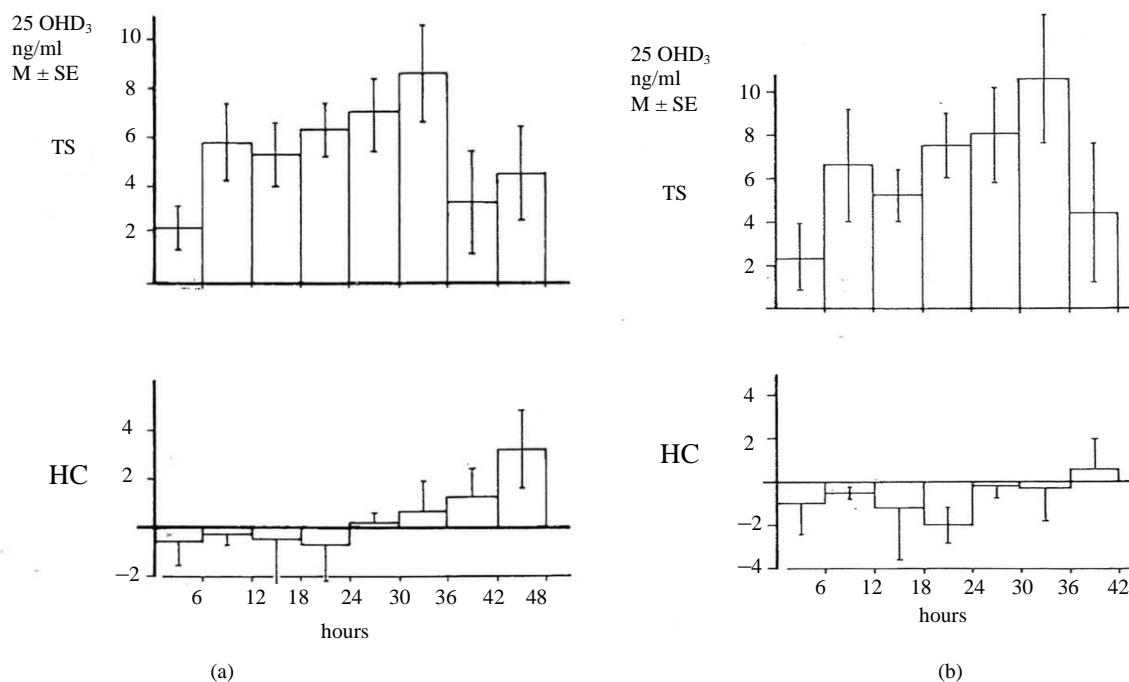 25 OHD₃
ng/ml
M ± SE
TS
10
8
6
4
2
HC
4
2
−2
6 12 18 24 30 36 42 48
hours
(a)
25 OHD₃
ng/ml
M ± SE
TS
10
8
6
4
2
HC
4
2
−2
−4
6 12 18 24 30 36 42
hours
(b)